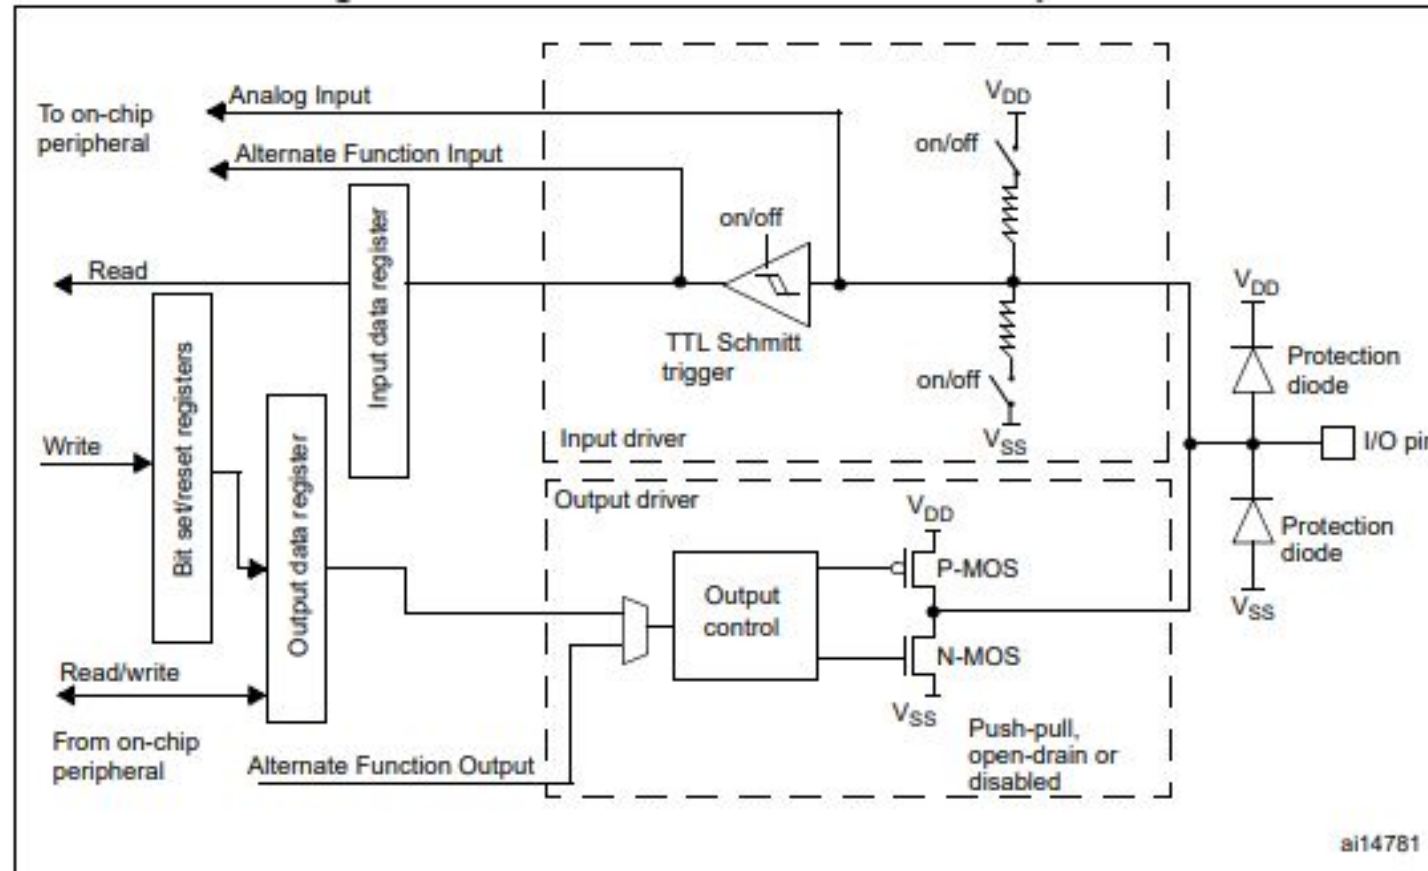 To on-chip
peripheral
Analog Input
Alternate Function Input
Read
Input data register
Bit set/reset registers
Write
Output data register
Read/write
From on-chip
peripheral
Alternate Function Output
on/off
TTL Schmitt
trigger
VDD
on/off
on/off
VSS
Input driver
Output driver
Output
control
VDD
P-MOS
N-MOS
VSS
Push-pull,
open-drain or
disabled
VDD
Protection
diode
I/O pin
Protection
diode
VSS
ai14781